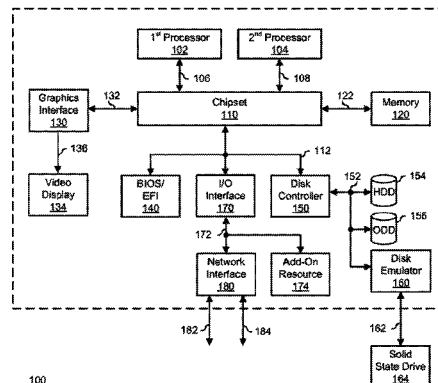 1st Processor
102
2nd Processor
104
106
108
Graphics
Interface
130
132
Chipset
110
122
Memory
120
136
112
Video
Display
134
BIOS/
EFI
140
I/O
Interface
170
Disk
Controller
150
152
HDD
154
ODD
156
172
Network
Interface
180
Add-On
Resource
174
Disk
Emulator
160
182
184
162
100
Solid
State Drive
164